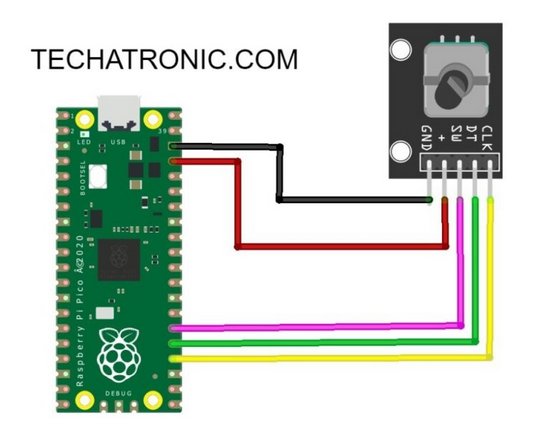 TECHATRONIC.COM
1
2
39
LED
USB
BOOTSEL
Raspberry Pi Pico Â©2020
DEBUG
GND
+
SW
DT
CLK